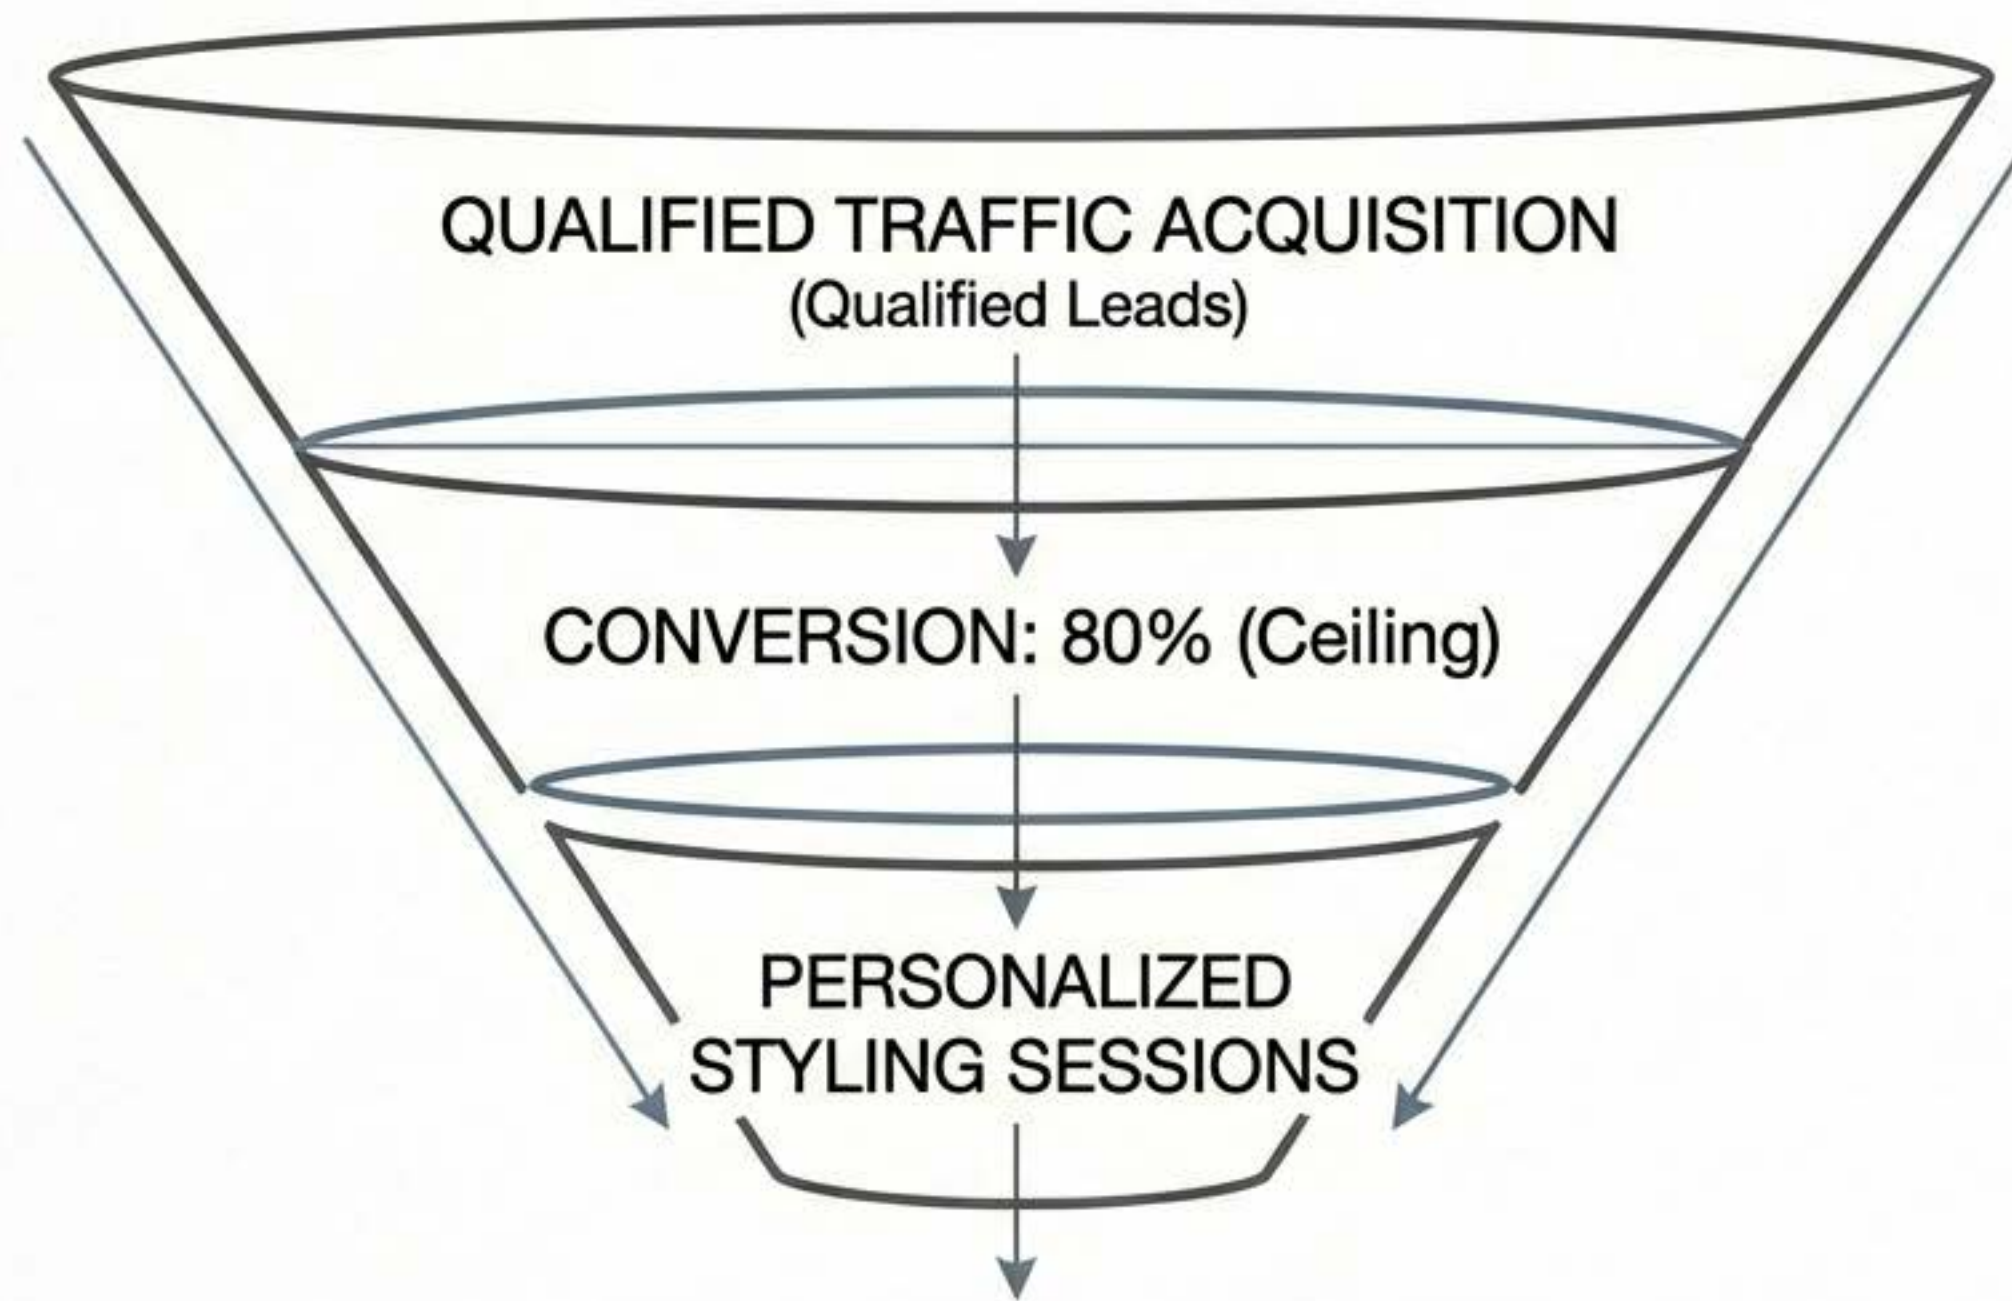 QUALIFIED TRAFFIC ACQUISITION
(Qualified Leads)
CONVERSION: 80% (Ceiling)
PERSONALIZED
STYLING SESSIONS